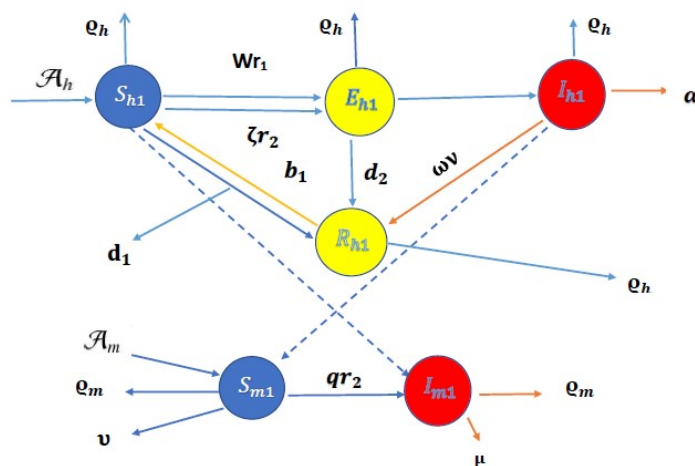 ϱh ϱh ϱh
𝒜h Sh1 Wr₁ Eh1 Ih1 α
ζr₂
b₁ d₂ ων
d₁ ℝh1
ϱh
𝒜m
ϱm Sm1 qr₂ Im1 ϱm
υ μ